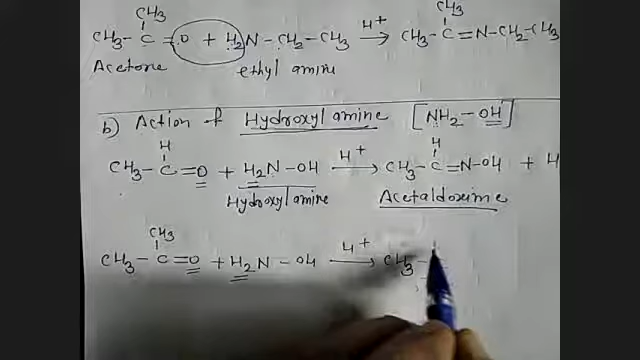 CH₃
CH₃ – C = O + H₂N – CH₂ – CH₃ H⁺→ CH₃ – C = N – CH₂ – CH₃
CH₃
Acetone ethyl amine
b) Action of Hydroxylamine [NH₂ – OH]
H H
CH₃ – C = O + H₂N – OH H⁺→ CH₃ – C = N – OH + H
Hydroxylamine Acetaldoxime
CH₃
CH₃ – C = O + H₂N – OH H⁺→ CH₃ –